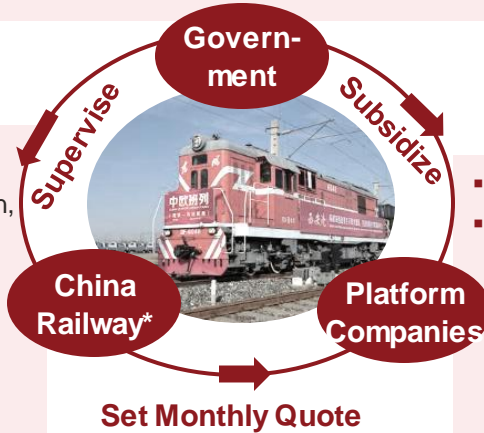 Govern-
ment
Supervise
Subsidize
n,
中欧班列
China
Railway*
Platform
Companies
Set Monthly Quote